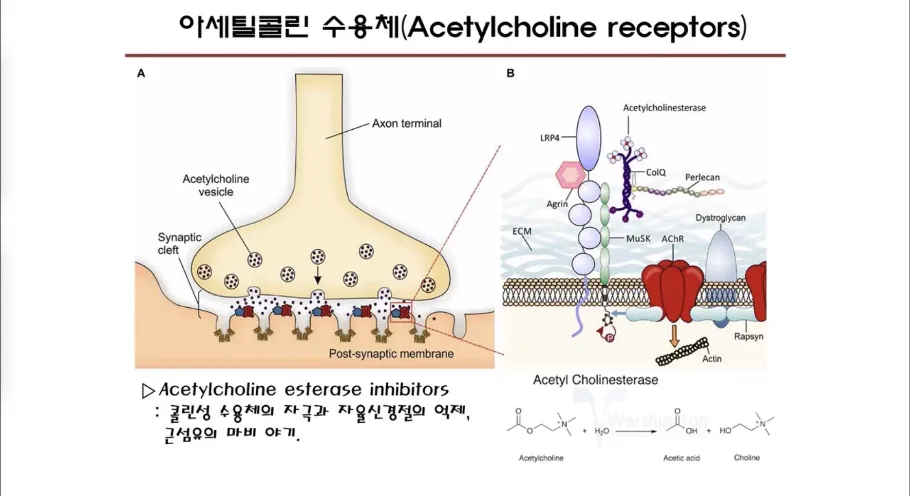 아세틸콜린 수용체(Acetylcholine receptors)
A
Axon terminal
Acetylcholine
vesicle
Synaptic
cleft
Post-synaptic membrane
B
Acetylcholinesterase
LRP4
ColQ
Perlecan
Agrin
Dystroglycan
ECM
MuSK
AChR
P
Rapsyn
Actin
▷Acetylcholine esterase inhibitors
: 콜린성 수용체의 자극과 자율신경절의 억제,
근섬유의 마비 야기.
Acetyl Cholinesterase
O
O
N
+
+ H₂O
O
OH
+
HO
N
+
Acetylcholine
Acetic acid
Choline